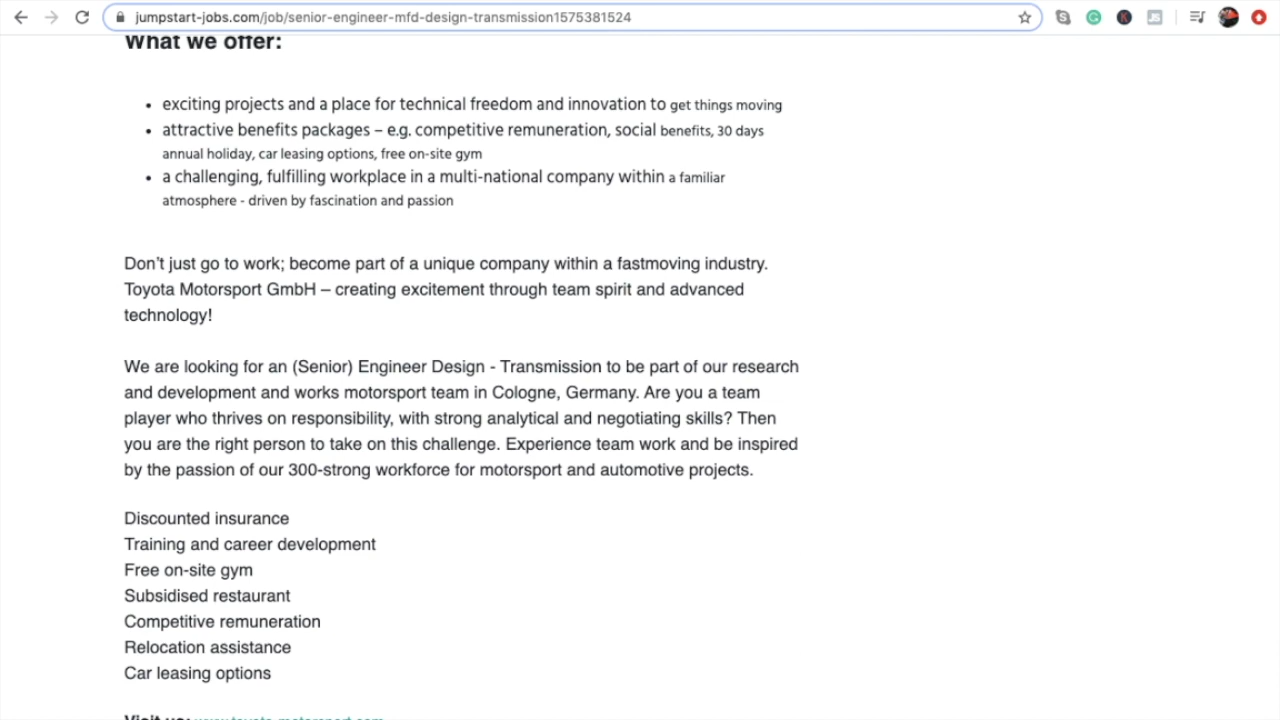 jumpstart-jobs.com/job/senior-engineer-mfd-design-transmission1575381524
What we offer:
• exciting projects and a place for technical freedom and innovation to get things moving
• attractive benefits packages – e.g. competitive remuneration, social benefits, 30 days
annual holiday, car leasing options, free on-site gym
• a challenging, fulfilling workplace in a multi-national company within a familiar
atmosphere - driven by fascination and passion
Don’t just go to work; become part of a unique company within a fastmoving industry.
Toyota Motorsport GmbH – creating excitement through team spirit and advanced
technology!
We are looking for an (Senior) Engineer Design - Transmission to be part of our research
and development and works motorsport team in Cologne, Germany. Are you a team
player who thrives on responsibility, with strong analytical and negotiating skills? Then
you are the right person to take on this challenge. Experience team work and be inspired
by the passion of our 300-strong workforce for motorsport and automotive projects.
Discounted insurance
Training and career development
Free on-site gym
Subsidised restaurant
Competitive remuneration
Relocation assistance
Car leasing options
Visit us: www.toyota-motorsport.com